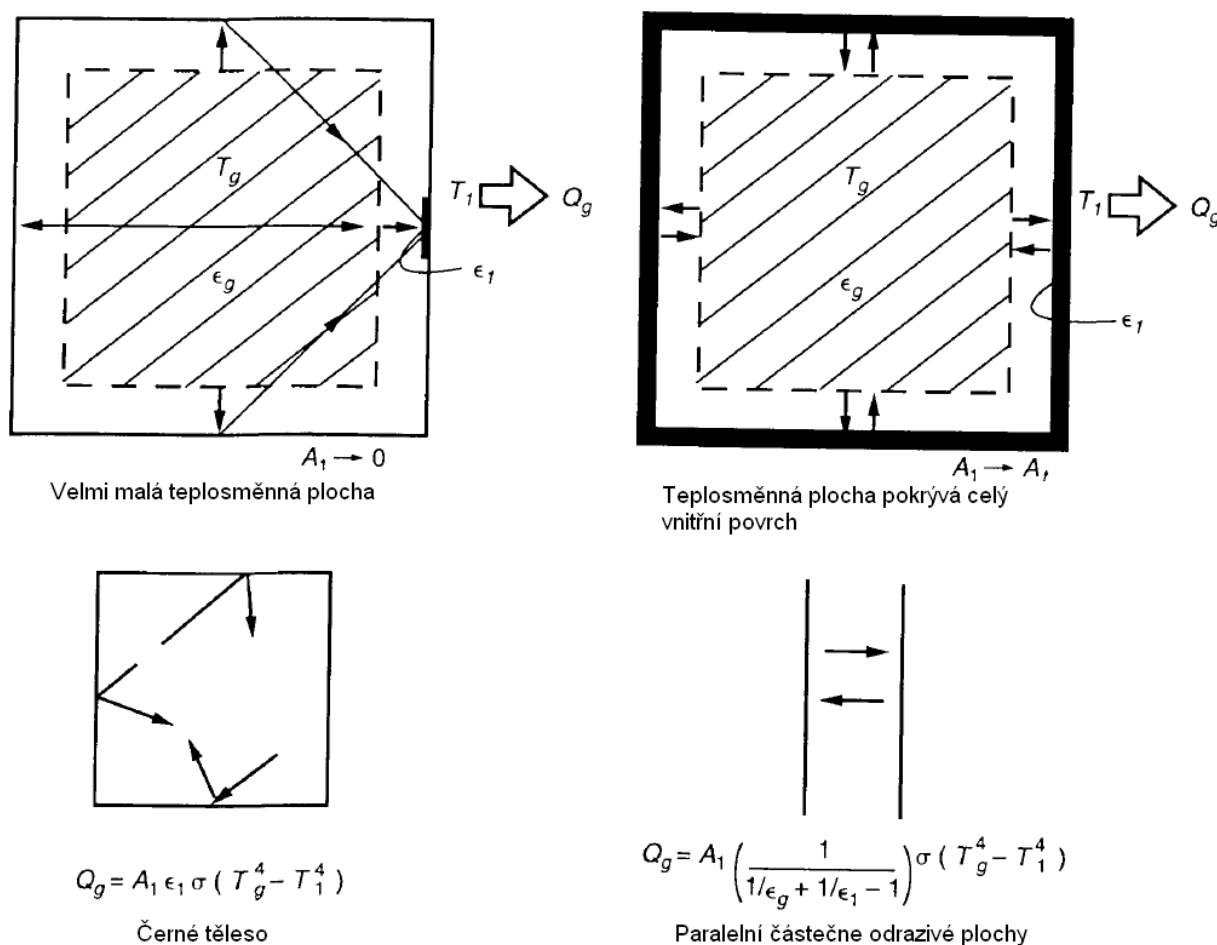 T_g
ϵ_g
T_1
Q_g
ϵ_1
A_1 → 0
Velmi malá teplosměnná plocha
T_g
ϵ_g
T_1
Q_g
ϵ_1
A_1 → A_t
Teplosměnná plocha pokrývá celý
vnitřní povrch
Q_g = A_1 ϵ_1 σ ( T_g^4 – T_1^4 )
Černé těleso
Q_g = A_1 ( 1 / (1/ϵ_g + 1/ϵ_1 – 1) ) σ ( T_g^4 – T_1^4 )
Paralelní částečne odrazivé plochy